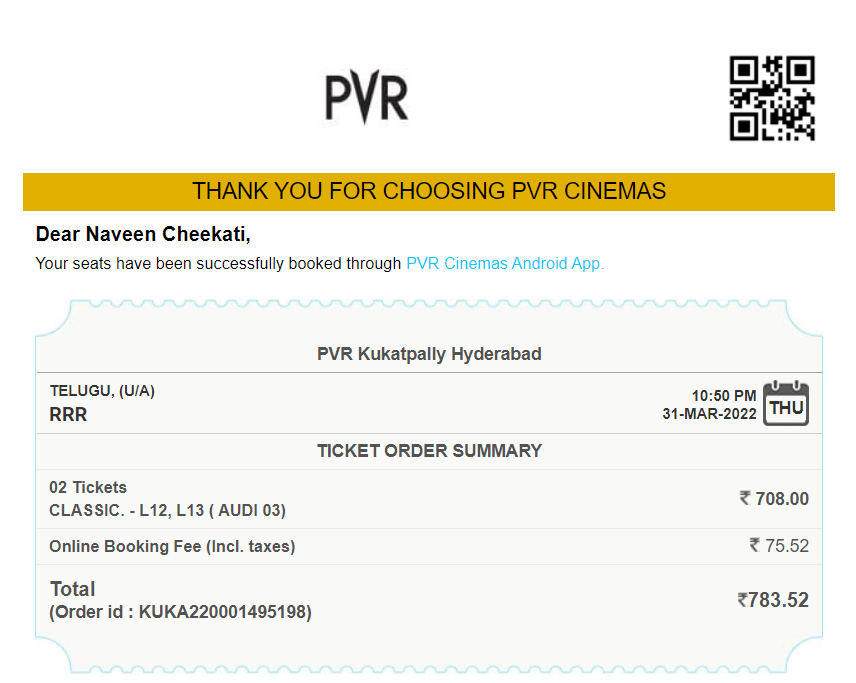 PVR
THANK YOU FOR CHOOSING PVR CINEMAS
Dear Naveen Cheekati,
Your seats have been successfully booked through PVR Cinemas Android App.
PVR Kukatpally Hyderabad
TELUGU, (U/A)
RRR
10:50 PM
31-MAR-2022
THU
TICKET ORDER SUMMARY
02 Tickets
CLASSIC. - L12, L13 ( AUDI 03)
₹ 708.00
Online Booking Fee (Incl. taxes) ₹ 75.52
Total
(Order id : KUKA220001495198)
₹783.52